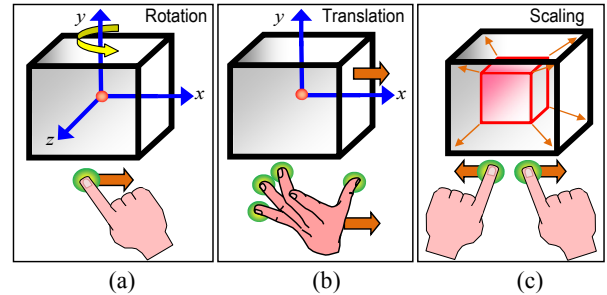 Rotation
y
x
z
(a)
Translation
y
x
(b)
Scaling
(c)